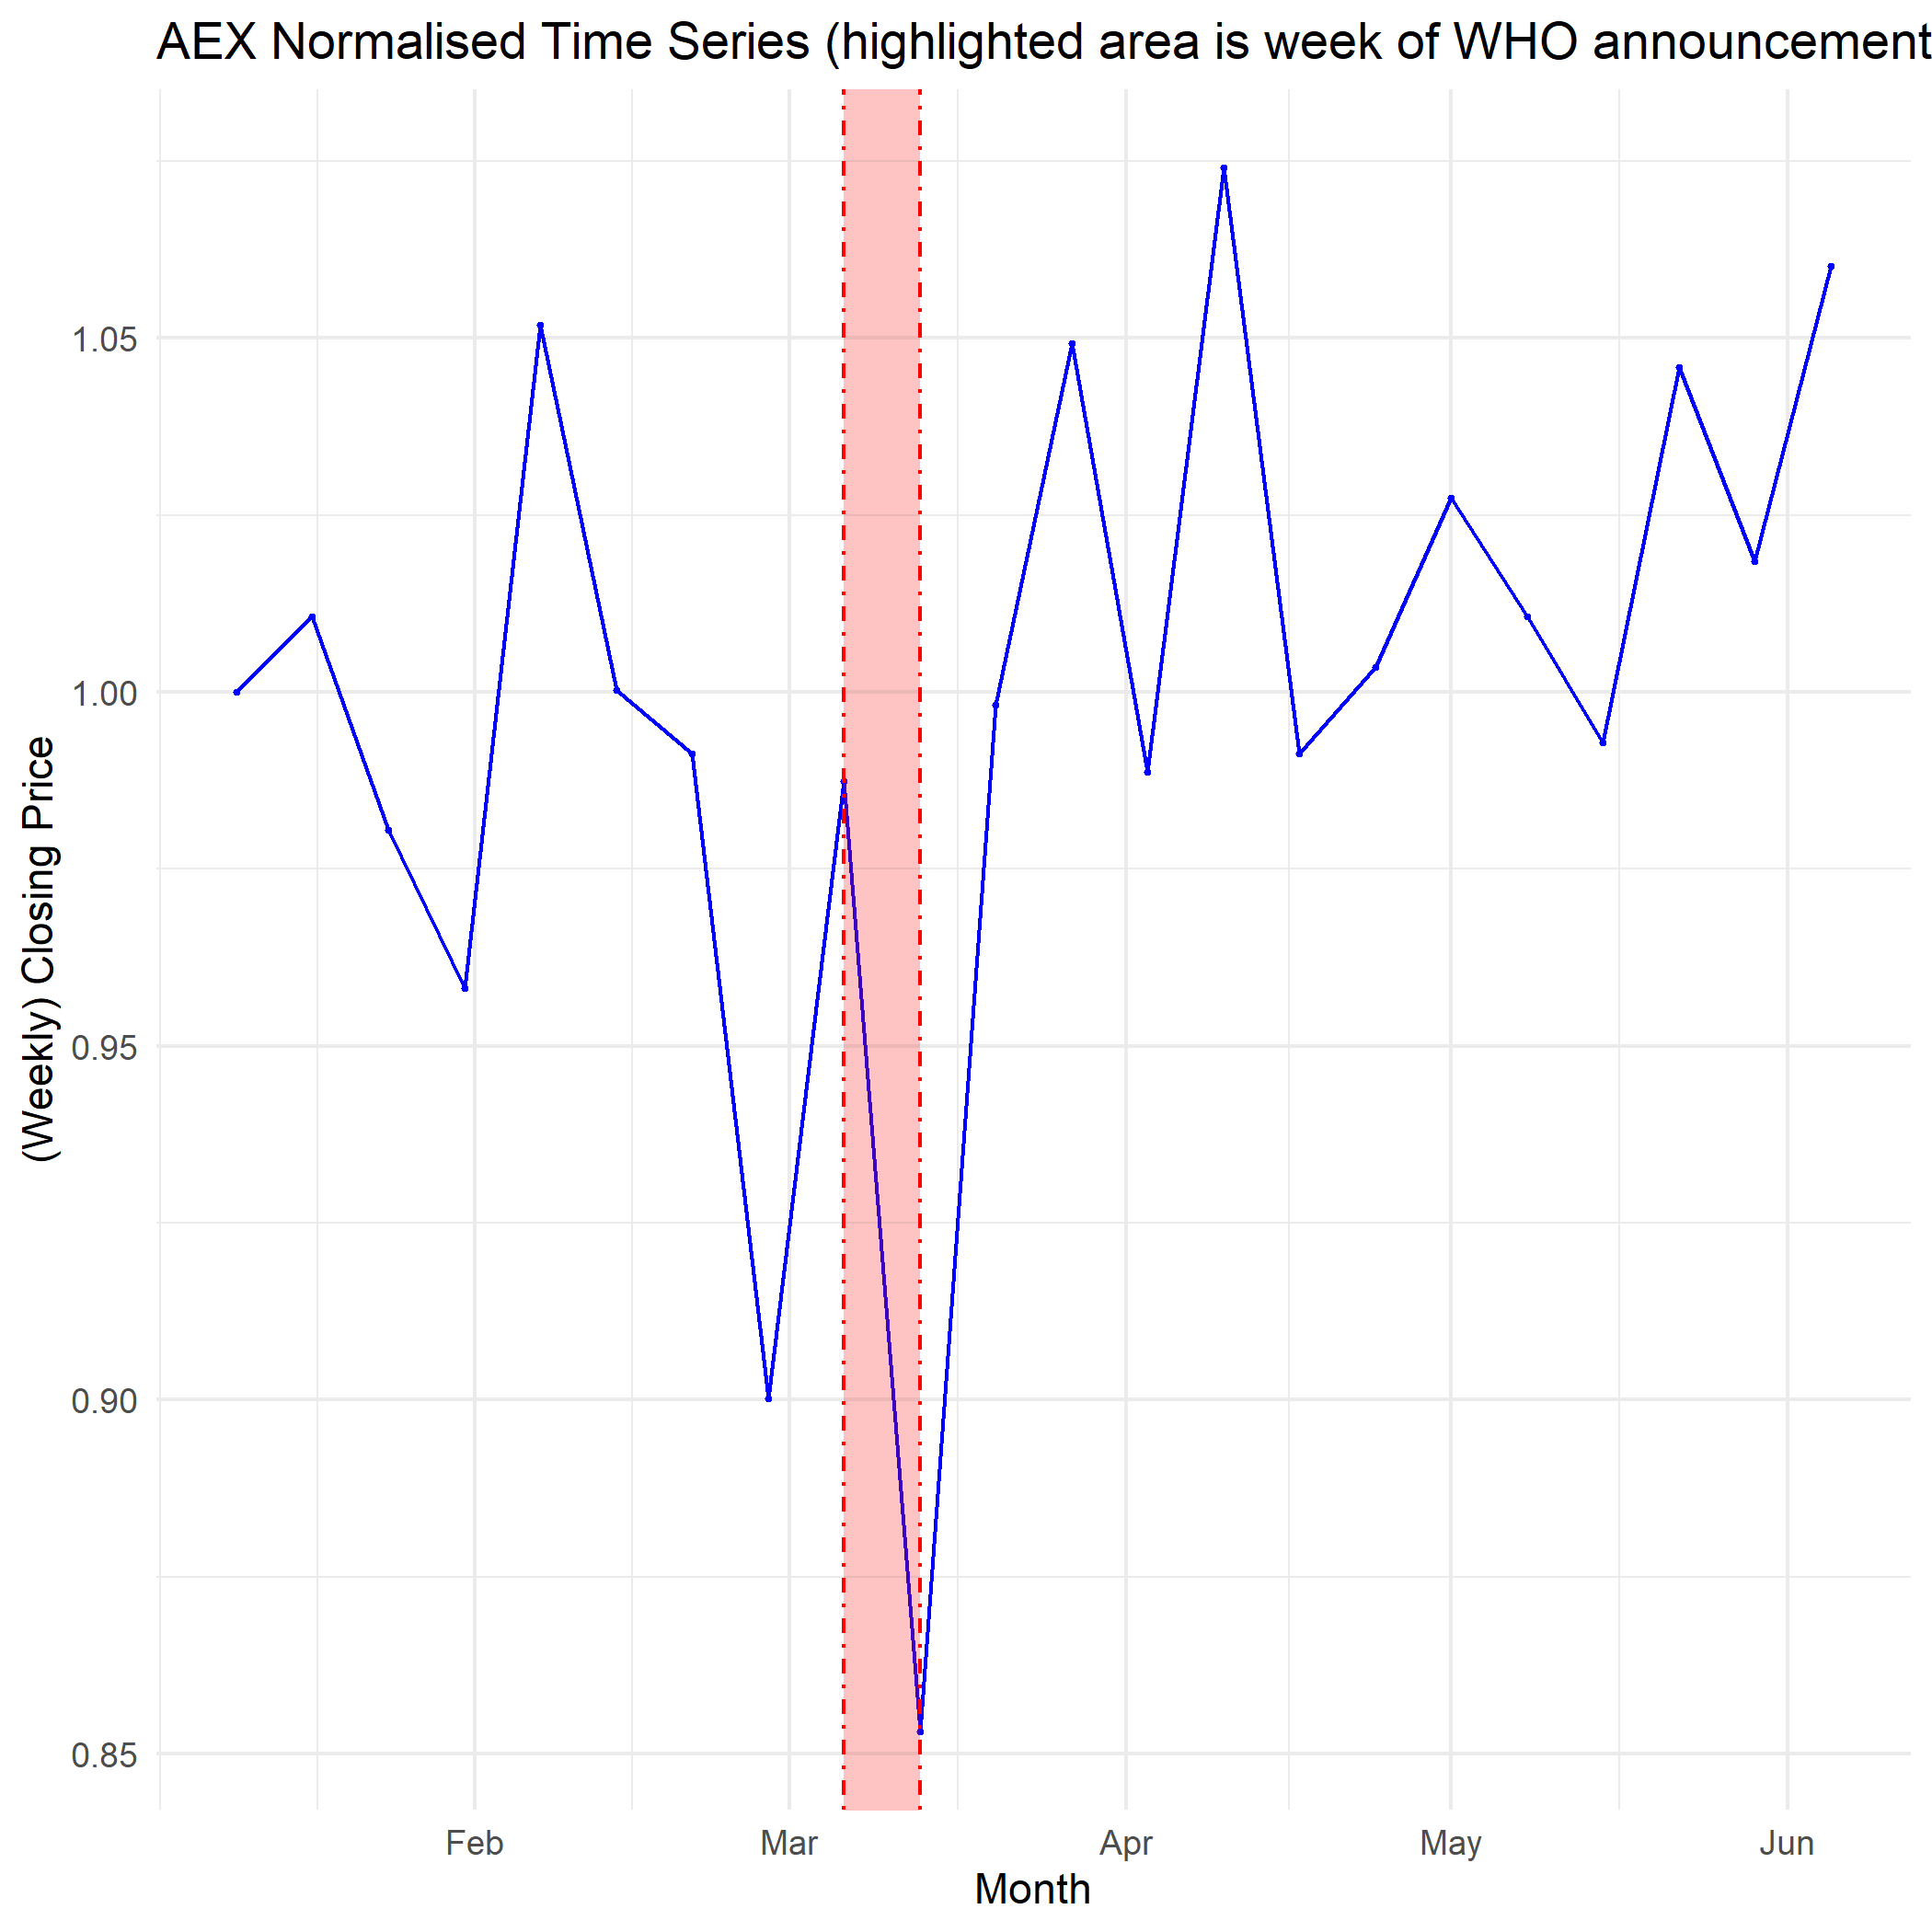 AEX Normalised Time Series (highlighted area is week of WHO announcement
(Weekly) Closing Price
1.05
1.00
0.95
0.90
0.85
Feb Mar Apr May Jun
Month